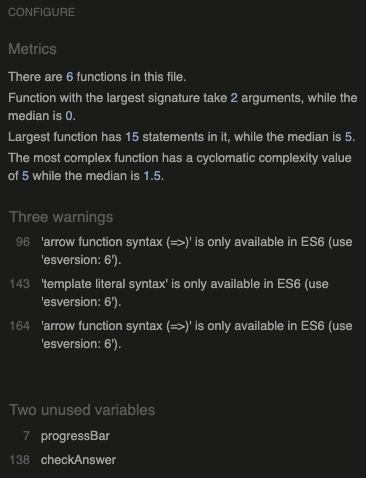 CONFIGURE
Metrics
There are 6 functions in this file.
Function with the largest signature take 2 arguments, while the
median is 0.
Largest function has 15 statements in it, while the median is 5.
The most complex function has a cyclomatic complexity value
of 5 while the median is 1.5.
Three warnings
96 'arrow function syntax (=>)' is only available in ES6 (use
'esversion: 6').
143 'template literal syntax' is only available in ES6 (use
'esversion: 6').
164 'arrow function syntax (=>)' is only available in ES6 (use
'esversion: 6').
Two unused variables
7 progressBar
138 checkAnswer